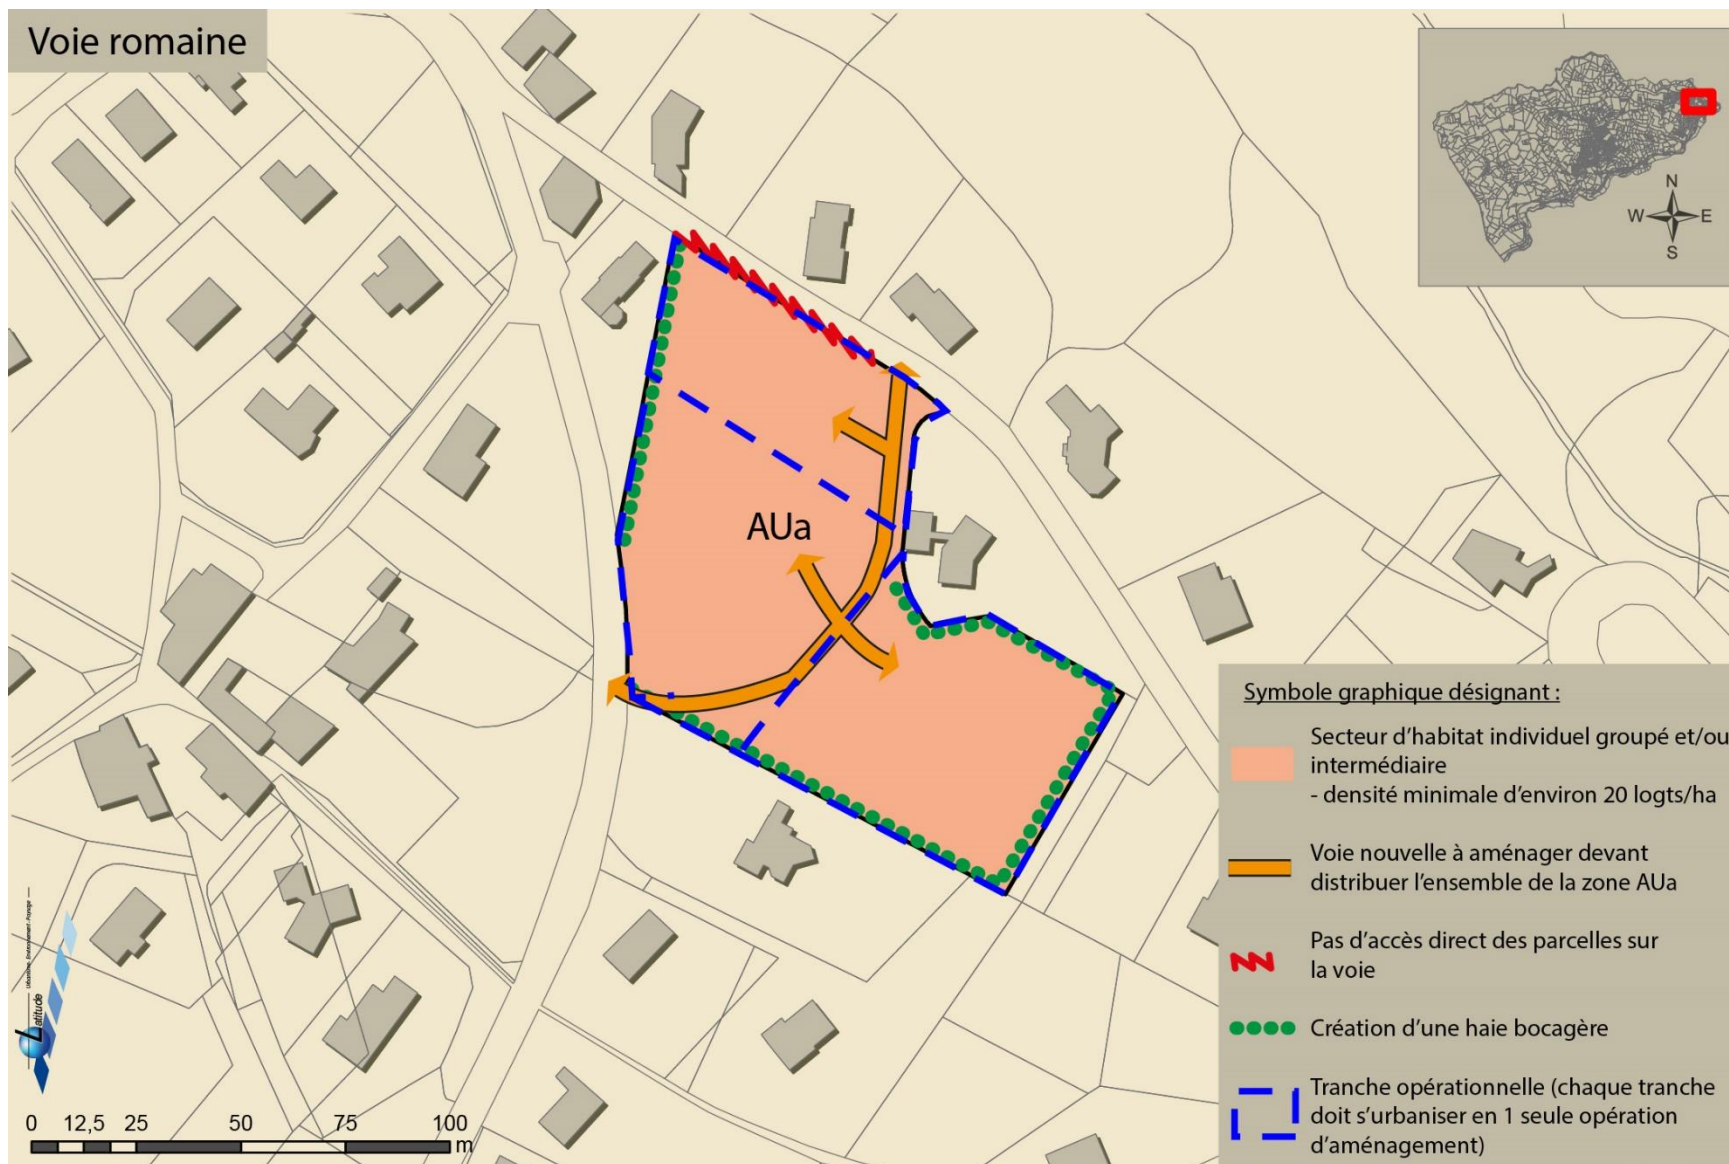 Voie romaine
N
W E
S
AUa
Symbole graphique désignant :
Secteur d'habitat individuel groupé et/ou
intermédiaire
- densité minimale d'environ 20 logts/ha
Voie nouvelle à aménager devant
distribuer l'ensemble de la zone AUa
Pas d'accès direct des parcelles sur
la voie
Création d'une haie bocagère
Tranche opérationnelle (chaque tranche
doit s'urbaniser en 1 seule opération
d'aménagement)
Latitude
Urbanisme - Environnement - Paysage
0 12,5 25 50 75 100
m